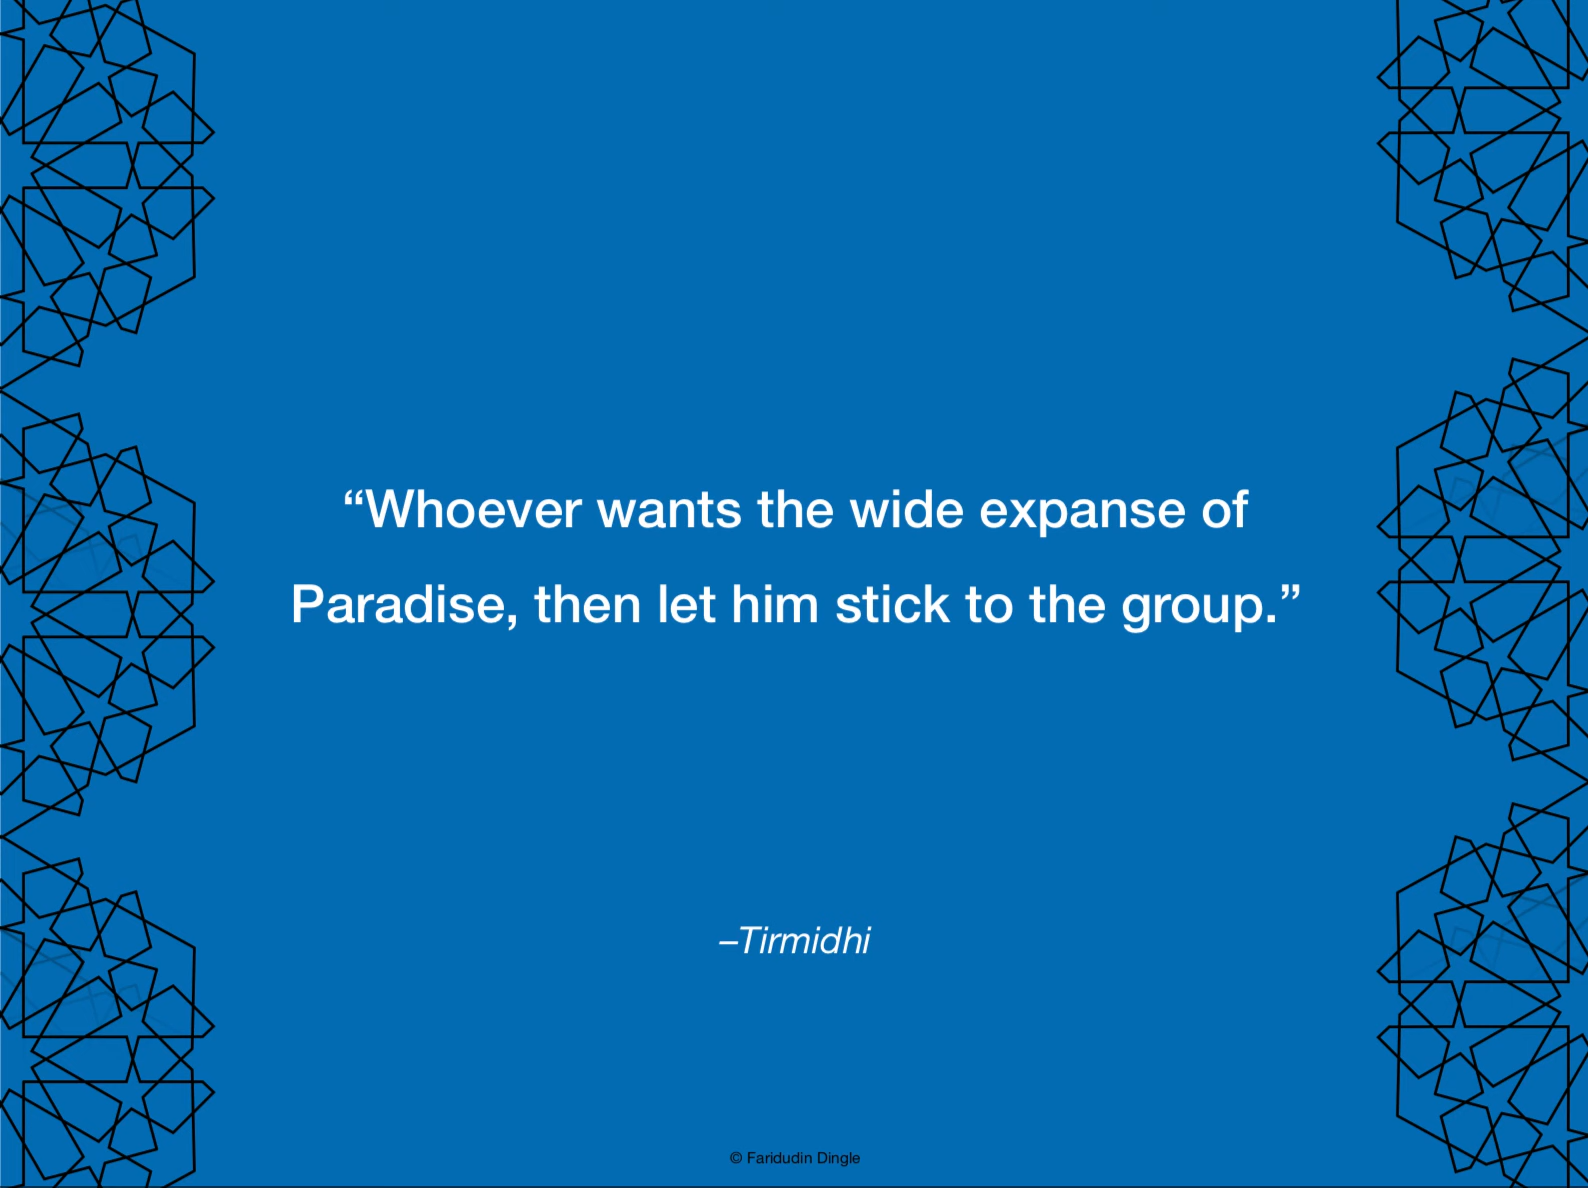 “Whoever wants the wide expanse of
Paradise, then let him stick to the group.”
–Tirmidhi
© Faridudin Dingle